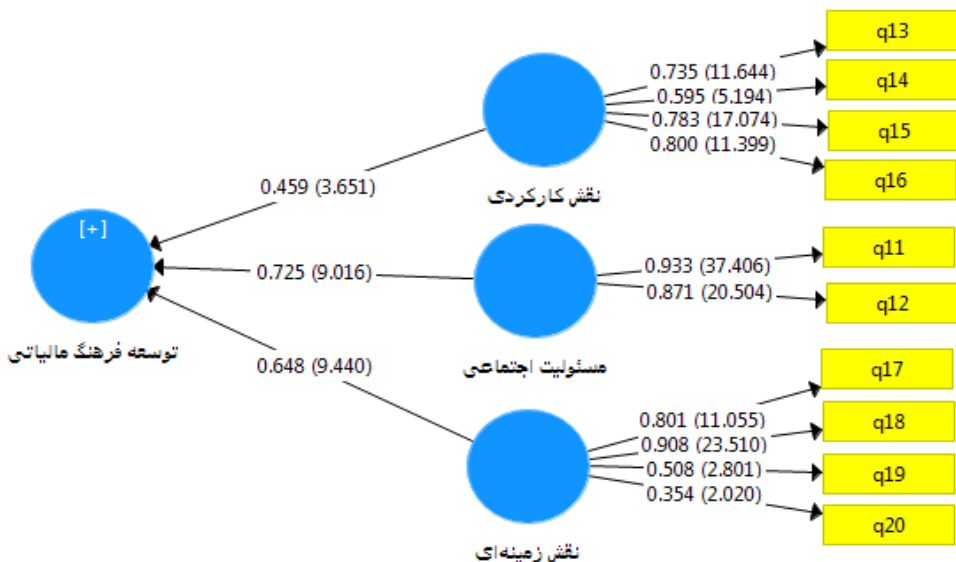 q13
0.735 (11.644)
q14
0.595 (5.194)
0.783 (17.074)
q15
0.800 (11.399)
q16
0.459 (3.651)
نقش کارکردی
[+]
q11
0.933 (37.406)
0.725 (9.016)
0.871 (20.504)
q12
توسعه فرهنگ مالیاتی
مسئولیت اجتماعی
0.648 (9.440)
q17
0.801 (11.055)
q18
0.908 (23.510)
0.508 (2.801)
q19
0.354 (2.020)
q20
نقش زمینه‌ای